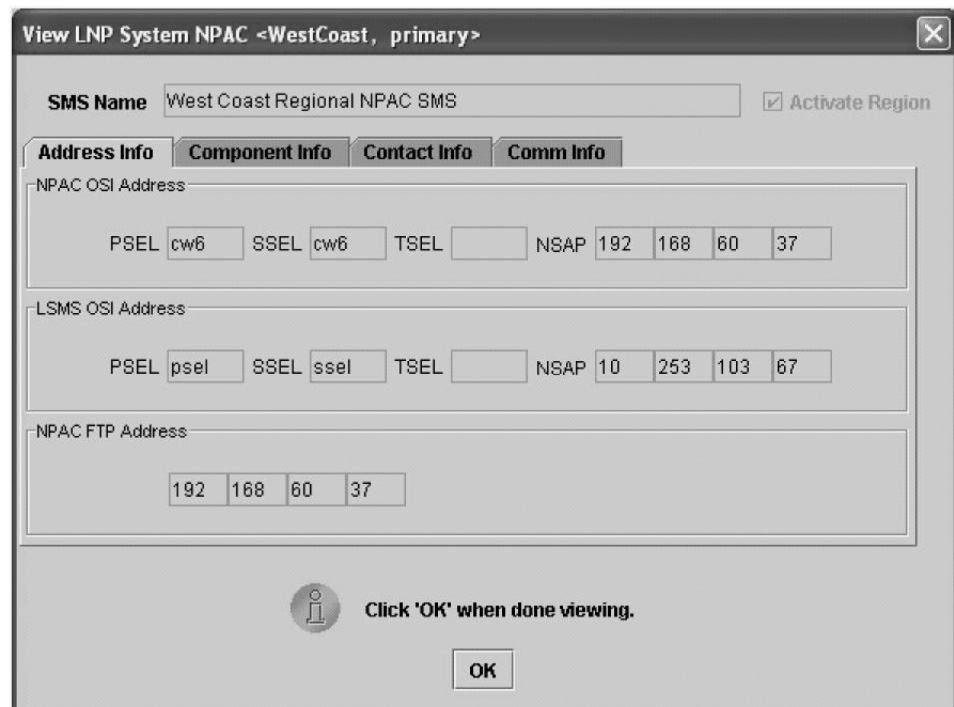 View LNP System NPAC <WestCoast, primary>
SMS Name West Coast Regional NPAC SMS Activate Region
Address Info Component Info Contact Info Comm Info
NPAC OSI Address
PSEL cw6 SSEL cw6 TSEL NSAP 192 168 60 37
LSMS OSI Address
PSEL psel SSEL ssel TSEL NSAP 10 253 103 67
NPAC FTP Address
192 168 60 37
Click 'OK' when done viewing.
OK